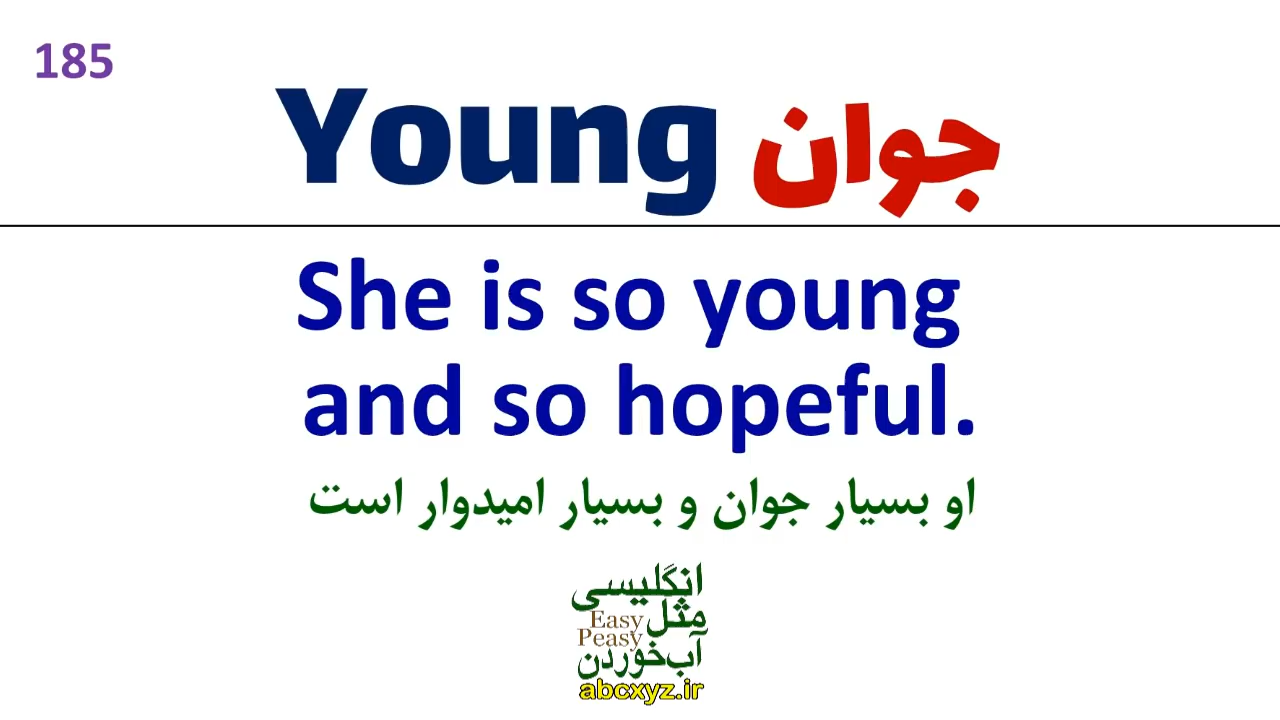 185
Young جوان
She is so young
and so hopeful.
او بسیار جوان و بسیار امیدوار است
انگلیسی
مثل
Easy
Peasy
آب‌خوردن
abcxyz.ir